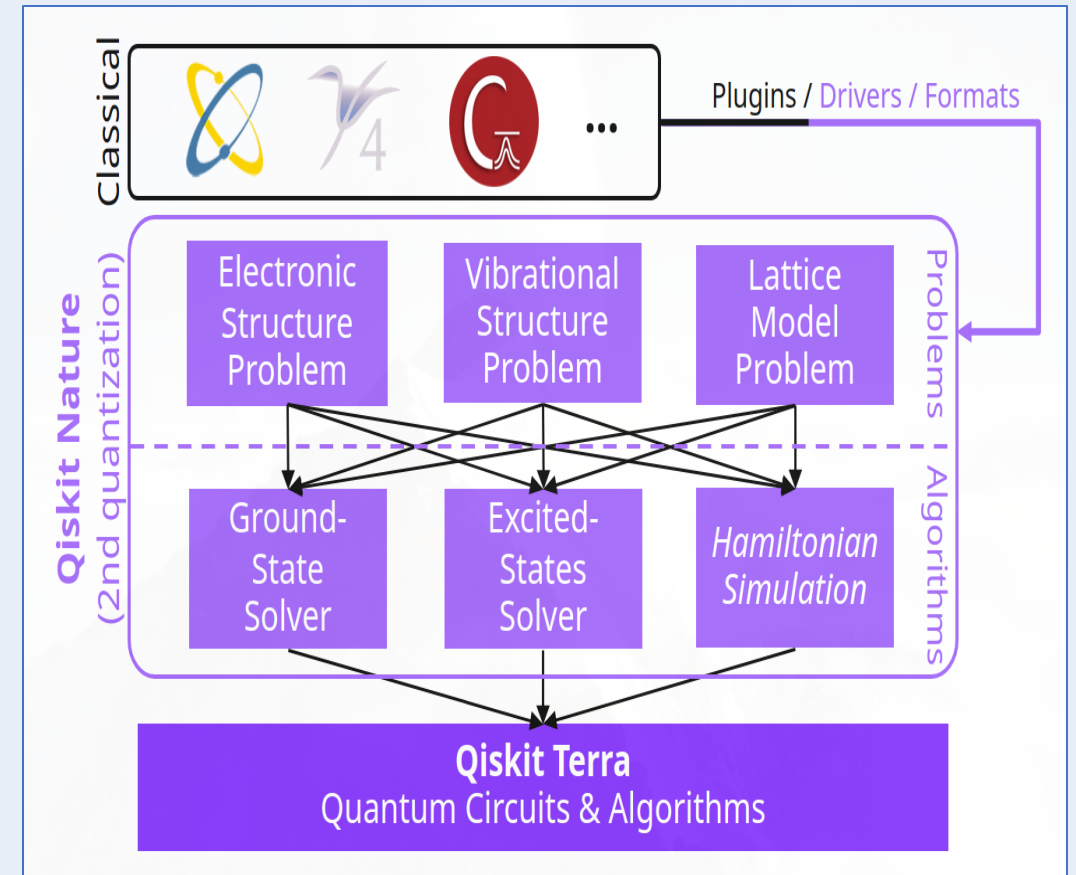 Classical
4
...
Plugins / Drivers / Formats
Qiskit Nature
(2nd quantization)
Electronic
Structure
Problem
Vibrational
Structure
Problem
Lattice
Model
Problem
Problems
Ground-
State
Solver
Excited-
States
Solver
Hamiltonian
Simulation
Algorithms
Qiskit Terra
Quantum Circuits & Algorithms